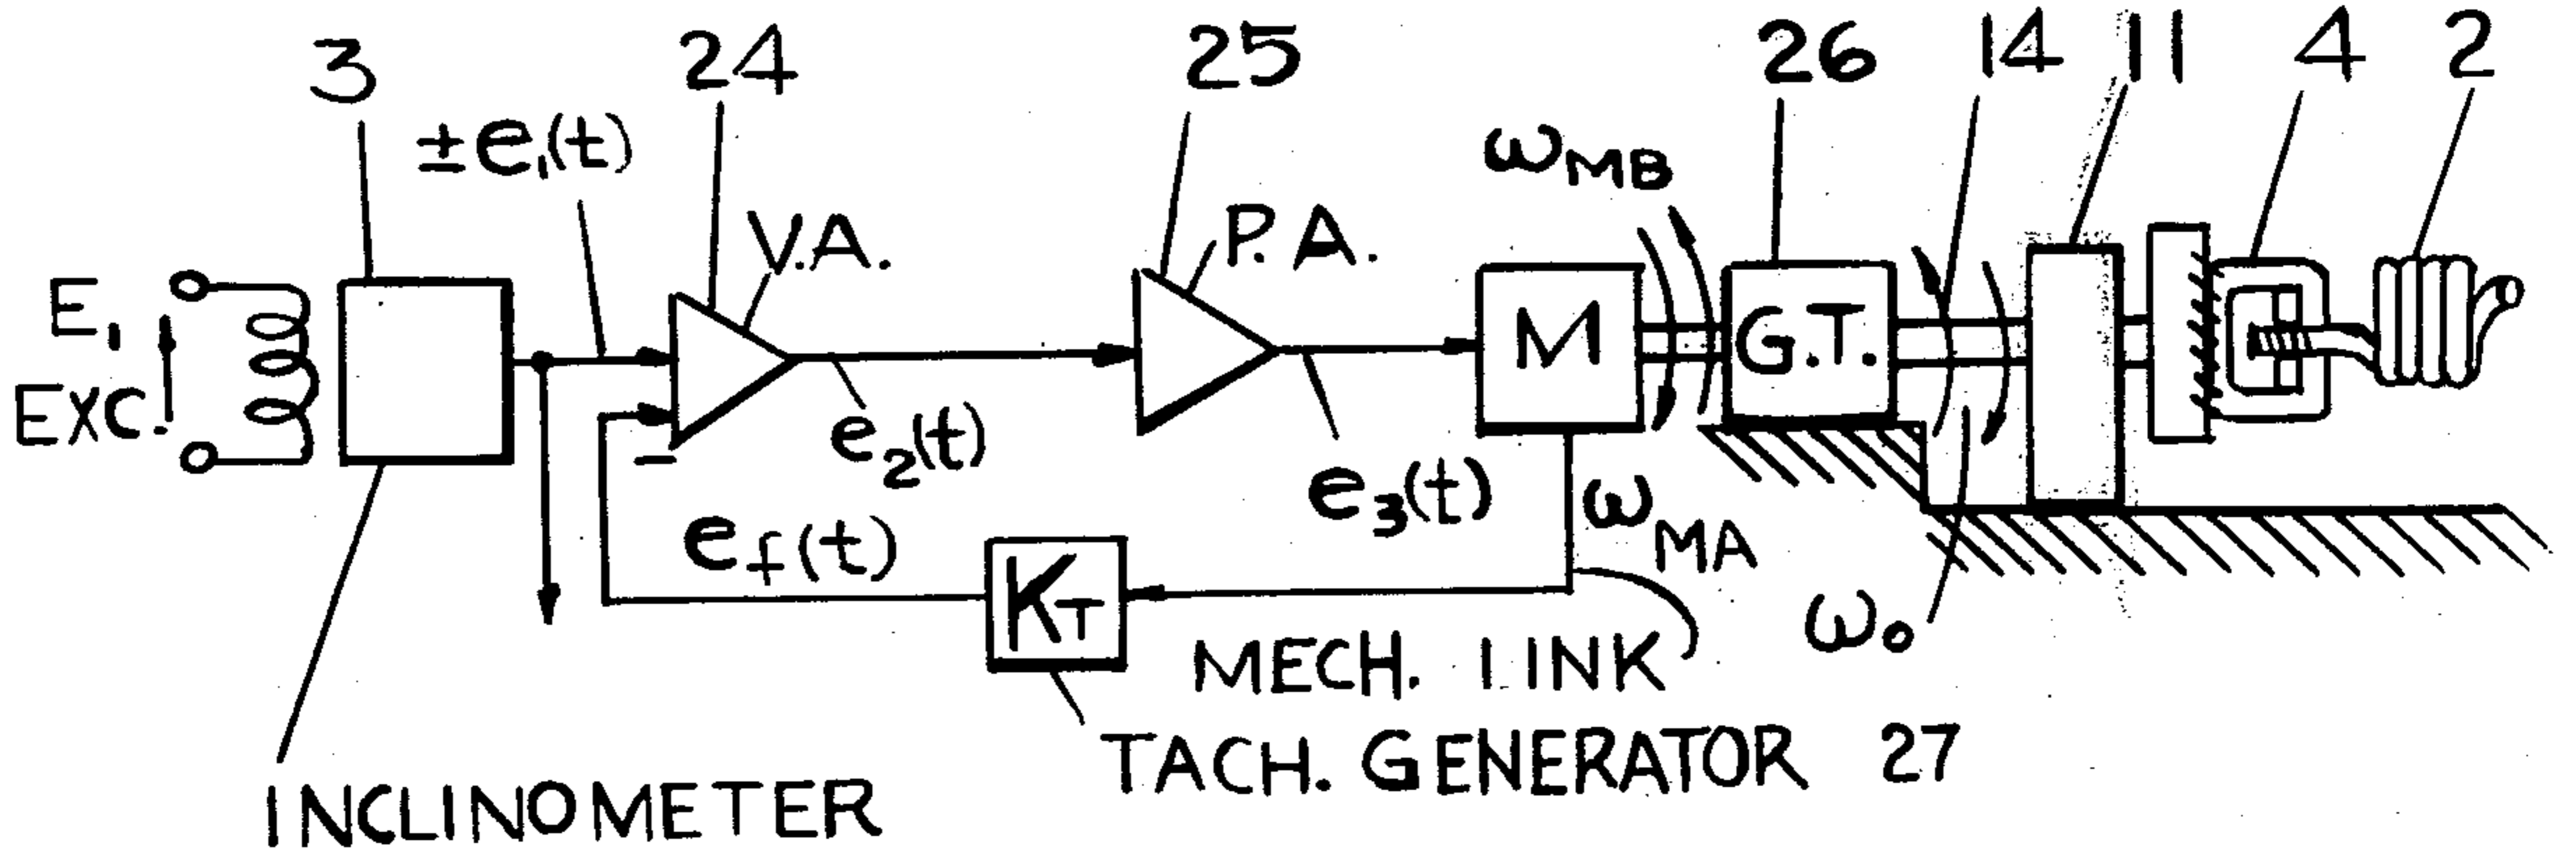 3
24
25
26
14
11
4
2
±e₁(t)
V.A.
P.A.
ωMB
E₁
EXC.
M
G.T.
e₂(t)
e₃(t)
ωMA
−
ef(t)
KT
ω₀
MECH. LINK
TACH. GENERATOR 27
INCLINOMETER